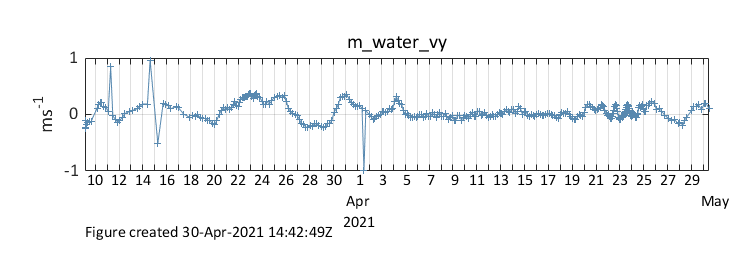 m_water_vy
1
0
-1
ms-1
10 12 14 16 18 20 22 24 26 28 30 1 3 5 7 9 11 13 15 17 19 21 23 25 27 29
Apr May
2021
Figure created 30-Apr-2021 14:42:49Z